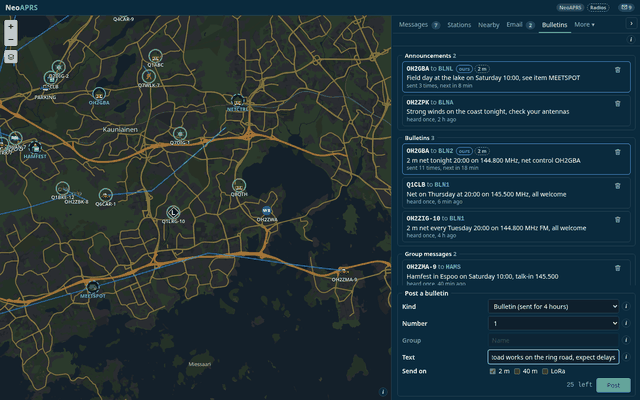 NeoAPRS
NeoAPRS
Radios
9
Messages 7
Stations
Nearby
Email 2
Bulletins
More
Announcements 2
OH2GBA to BLNL ours 2 m
Field day at the lake on Saturday 10:00, see item MEETSPOT
sent 3 times, next in 8 min
OH2ZPK to BLNA
Strong winds on the coast tonight, check your antennas
heard once, 2 h ago
Bulletins 3
OH2GBA to BLN2 ours 2 m
2 m net tonight 20:00 on 144.800 MHz, net control OH2GBA
sent 11 times, next in 18 min
Q1CLB to BLN1
Net on Thursday at 20:00 on 145.500 MHz, all welcome
heard once, 6 min ago
OH2ZIG-10 to BLN1
2 m net every Tuesday 20:00 on 144.800 MHz FM, all welcome
heard once, 4 h ago
Group messages 2
OH2ZMA-9 to HAMS
Hamfest in Espoo on Saturday 10:00, talk-in 145.500
heard once, 40 min ago
Post a bulletin
Kind
Bulletin (sent for 4 hours)
Number
1
Group
Name
Text
oad works on the ring road, expect delays
Send on
2 m
40 m
LoRa
25 left
Post
+
−
Q4CAR-9
OH2GBA
PARKING
Kauniainen
HAMFEST
Q6CAR-1
OH2ZMA-9
MEETSPOT
Miessaari